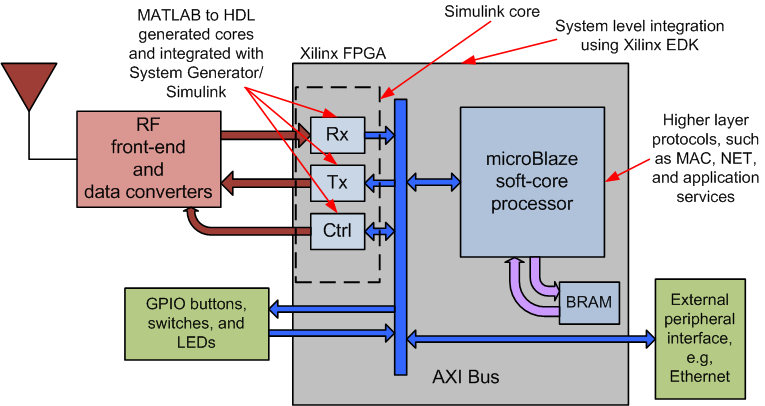 MATLAB to HDL
generated cores
and integrated with
System Generator/
Simulink
Simulink core
System level integration
using Xilinx EDK
Xilinx FPGA
RF
front-end
and
data converters
Rx
Tx
Ctrl
microBlaze
soft-core
processor
Higher layer
protocols, such
as MAC, NET,
and application
services
BRAM
GPIO buttons,
switches, and
LEDs
External
peripheral
interface,
e.g,
Ethernet
AXI Bus